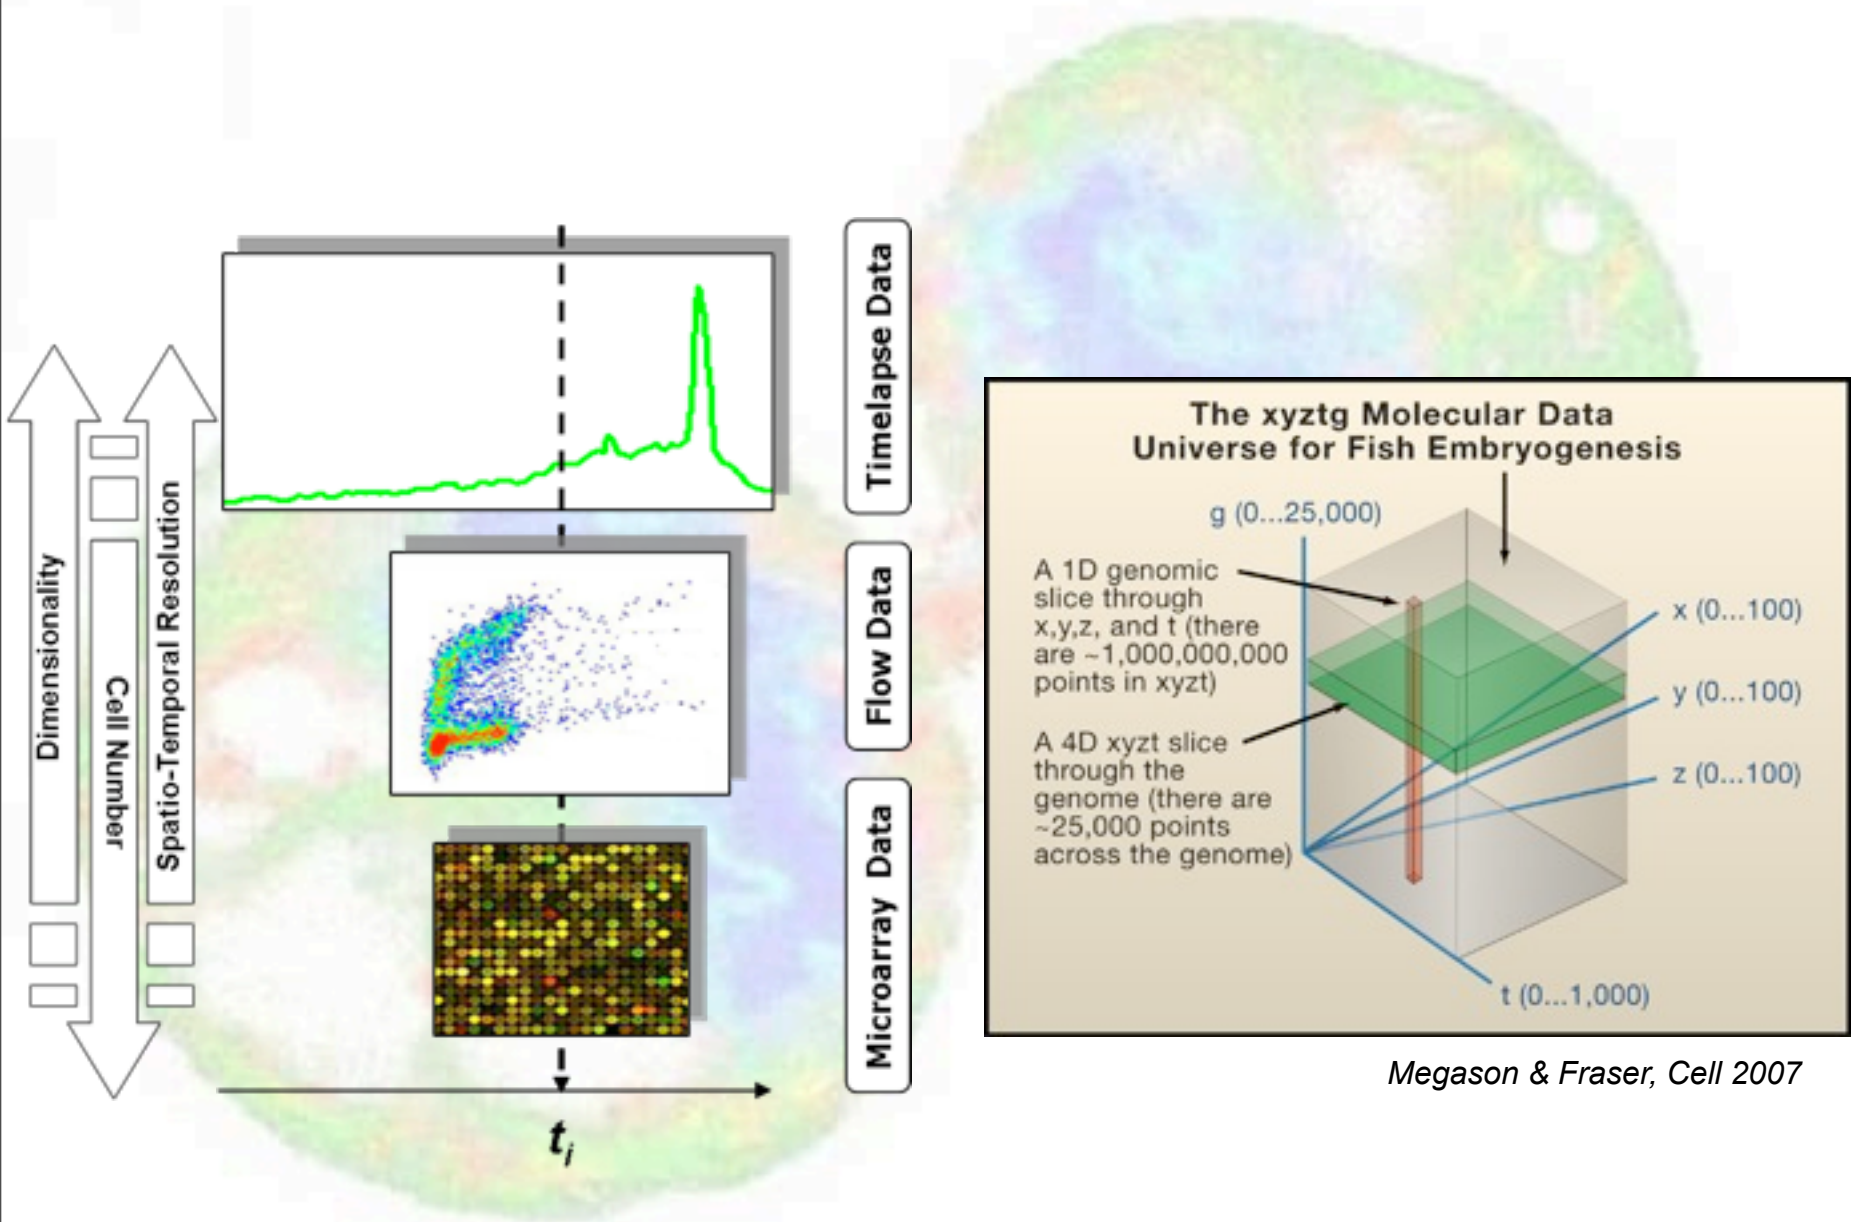 Dimensionality
Cell Number
Spatio-Temporal Resolution
Timelapse Data
Flow Data
Microarray Data
t_i
The xyztg Molecular Data
Universe for Fish Embryogenesis
g (0...25,000)
A 1D genomic
slice through
x,y,z, and t (there
are ~1,000,000,000
points in xyzt)
A 4D xyzt slice
through the
genome (there are
~25,000 points
across the genome)
x (0...100)
y (0...100)
z (0...100)
t (0...1,000)
Megason & Fraser, Cell 2007